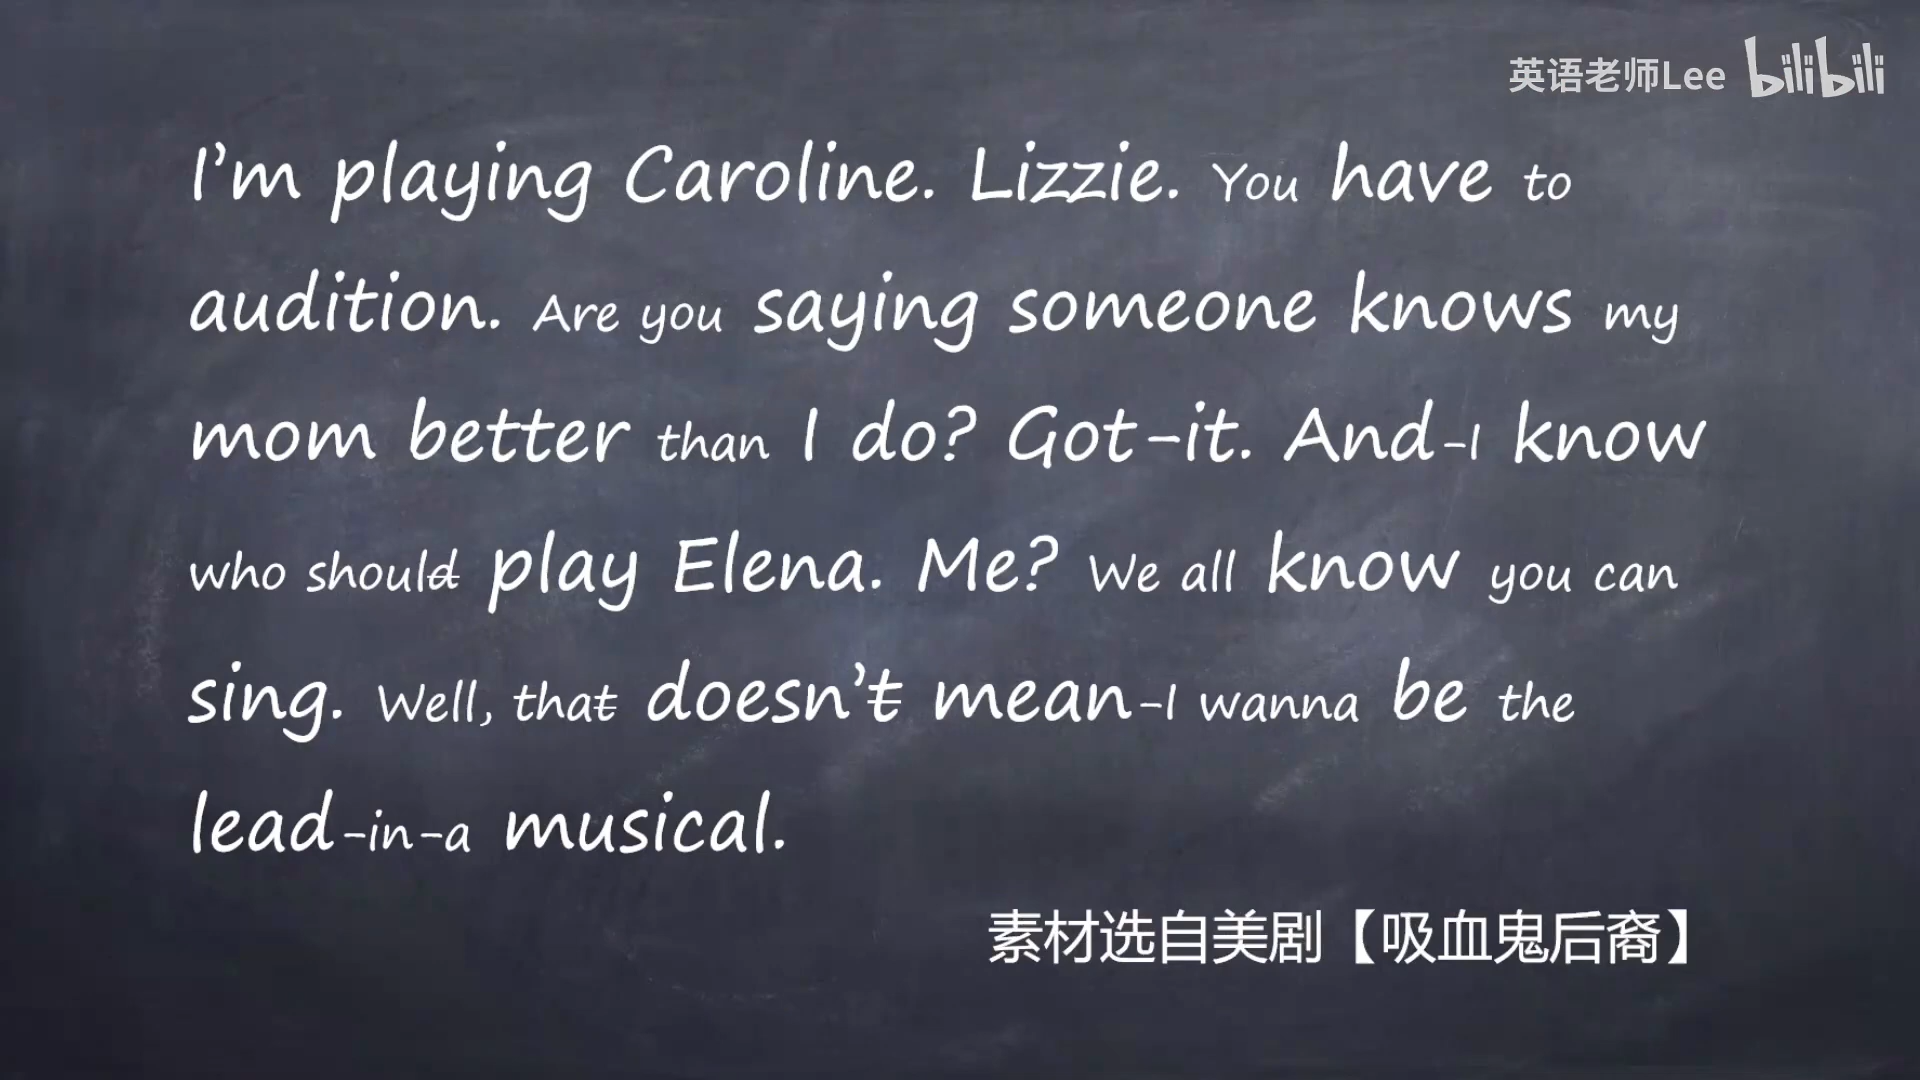 英语老师Lee bilibili
I'm playing Caroline. Lizzie. You have to
audition. Are you saying someone knows my
mom better than I do? Got-it. And-I know
who should play Elena. Me? We all know you can
sing. Well, that doesn't mean-I wanna be the
lead-in-a musical.
素材选自美剧【吸血鬼后裔】